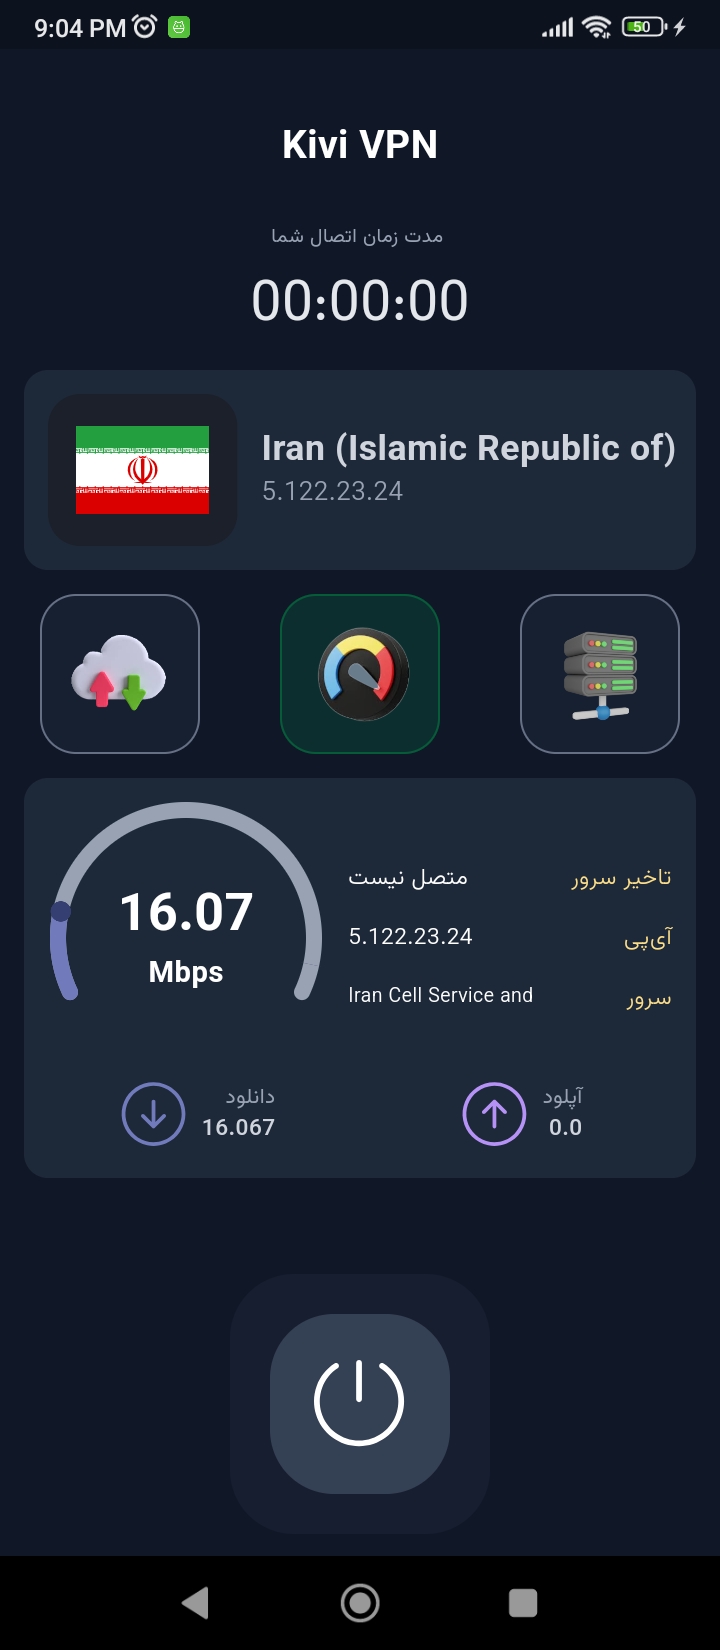 9:04 PM
50
Kivi VPN
مدت زمان اتصال شما
00:00:00
Iran (Islamic Republic of)
5.122.23.24
16.07
Mbps
تاخیر سرور
متصل نیست
آی‌پی
5.122.23.24
سرور
Iran Cell Service and
آپلود
0.0
دانلود
16.067